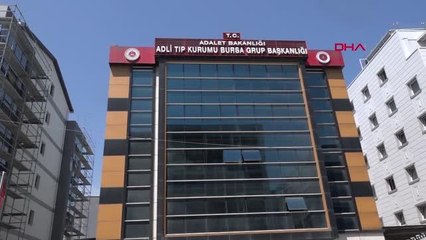 T.C.
ADALET BAKANLIĞI
ADLİ TIP KURUMU BURSA GRUP BAŞKANLIĞI
DHA